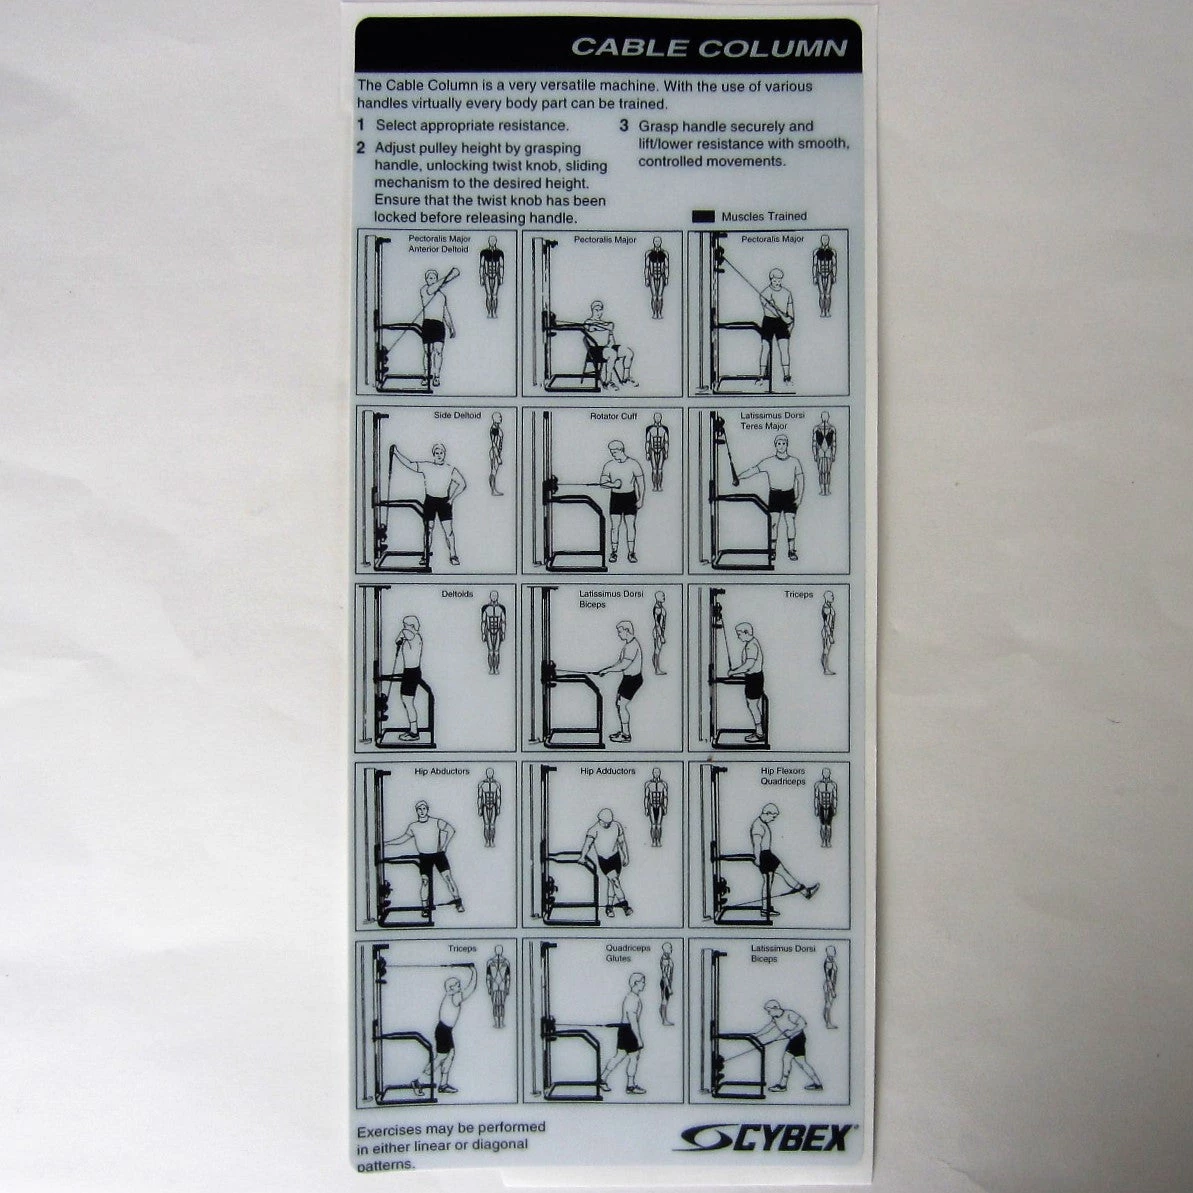 CABLE COLUMN
The Cable Column is a very versatile machine. With the use of various
handles virtually every body part can be trained.
1 Select appropriate resistance.
2 Adjust pulley height by grasping
handle, unlocking twist knob, sliding
mechanism to the desired height.
Ensure that the twist knob has been
locked before releasing handle.
3 Grasp handle securely and
lift/lower resistance with smooth,
controlled movements.
Muscles Trained
Pectoralis Major
Anterior Deltoid
Pectoralis Major
Pectoralis Major
Side Deltoid
Rotator Cuff
Latissimus Dorsi
Teres Major
Deltoids
Latissimus Dorsi
Biceps
Triceps
Hip Abductors
Hip Adductors
Hip Flexors
Quadriceps
Triceps
Quadriceps
Glutes
Latissimus Dorsi
Biceps
Exercises may be performed
in either linear or diagonal
patterns.
CYBEX